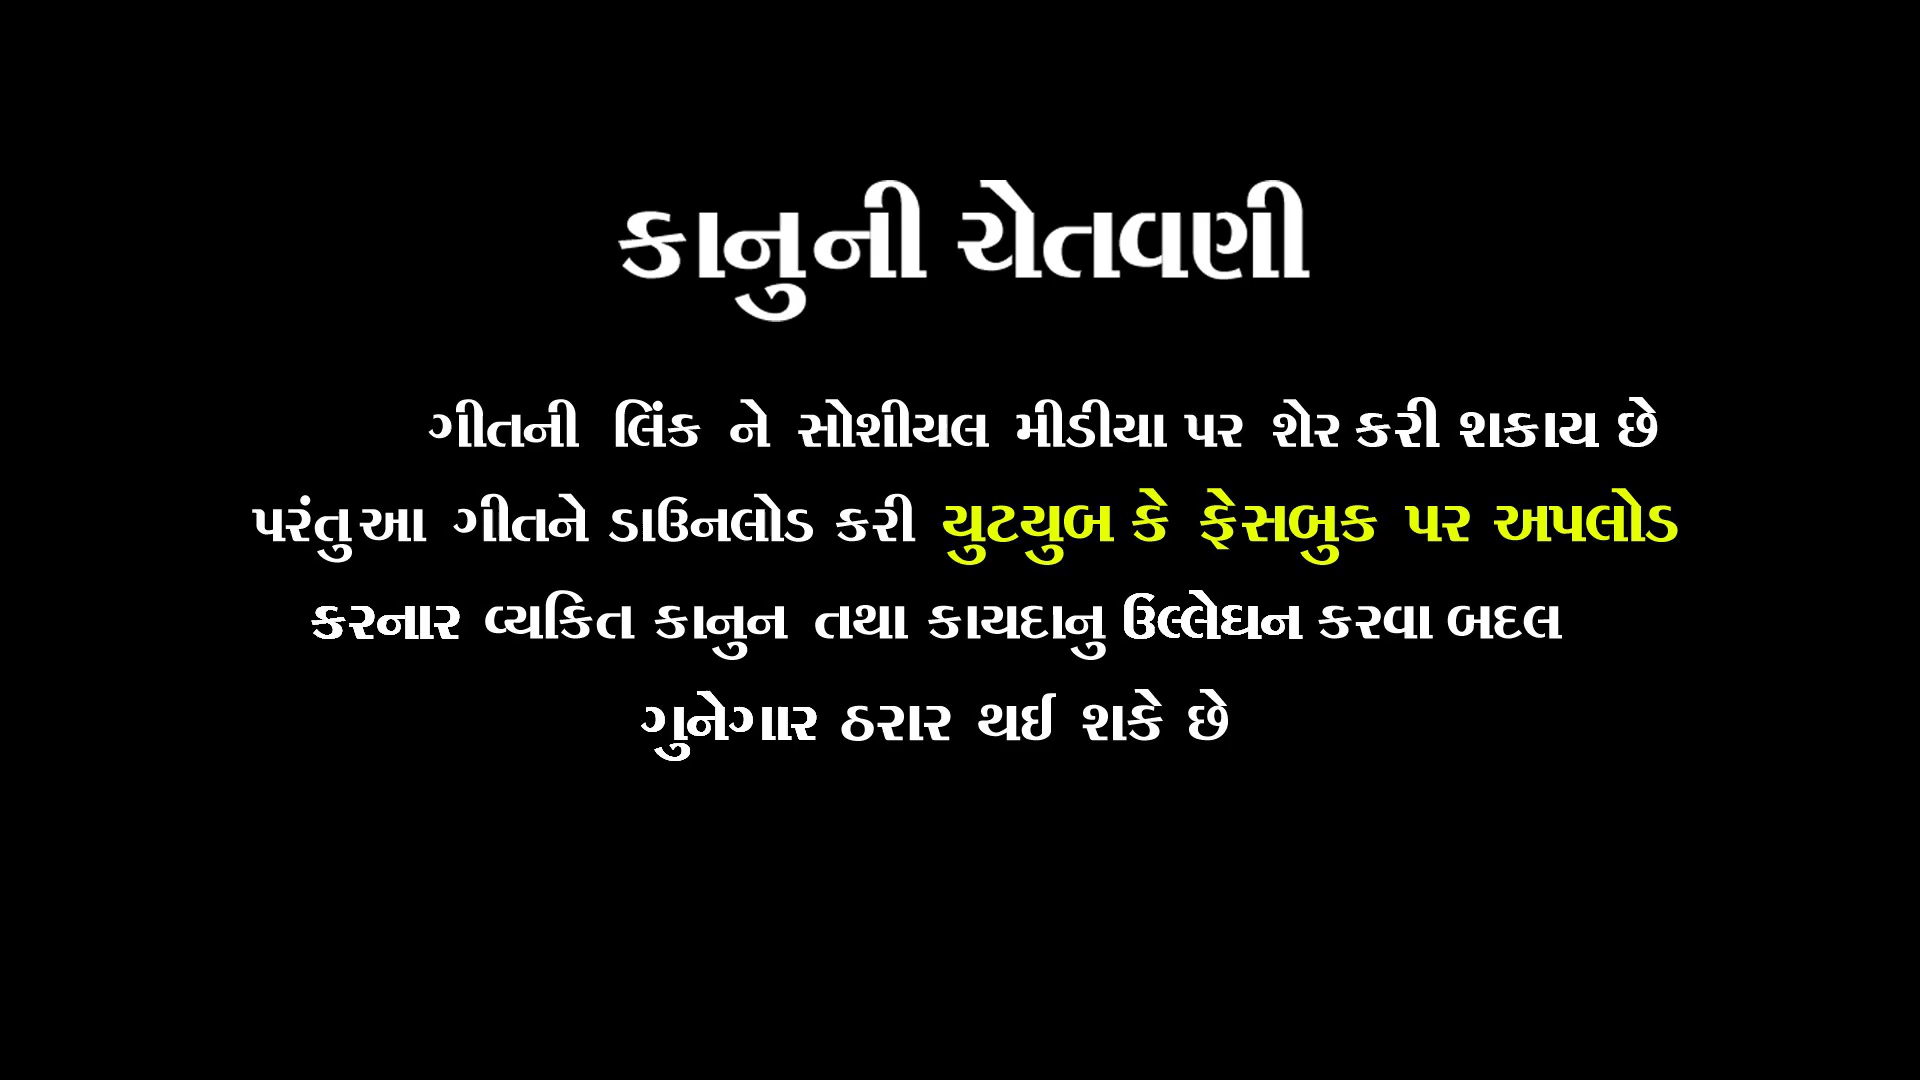 કાનુની ચેતવણી
ગીતની લિંક ને સોશીયલ મીડીયા પર શેર કરી શકાય છે
પરંતુ આ ગીતને ડાઉનલોડ કરી યુટયુબ કે ફેસબુક પર અપલોડ
કરનાર વ્યકિત કાનુન તથા કાયદાનુ ઉલ્લેઘન કરવા બદલ
ગુનેગાર ઠરાર થઈ શકે છે